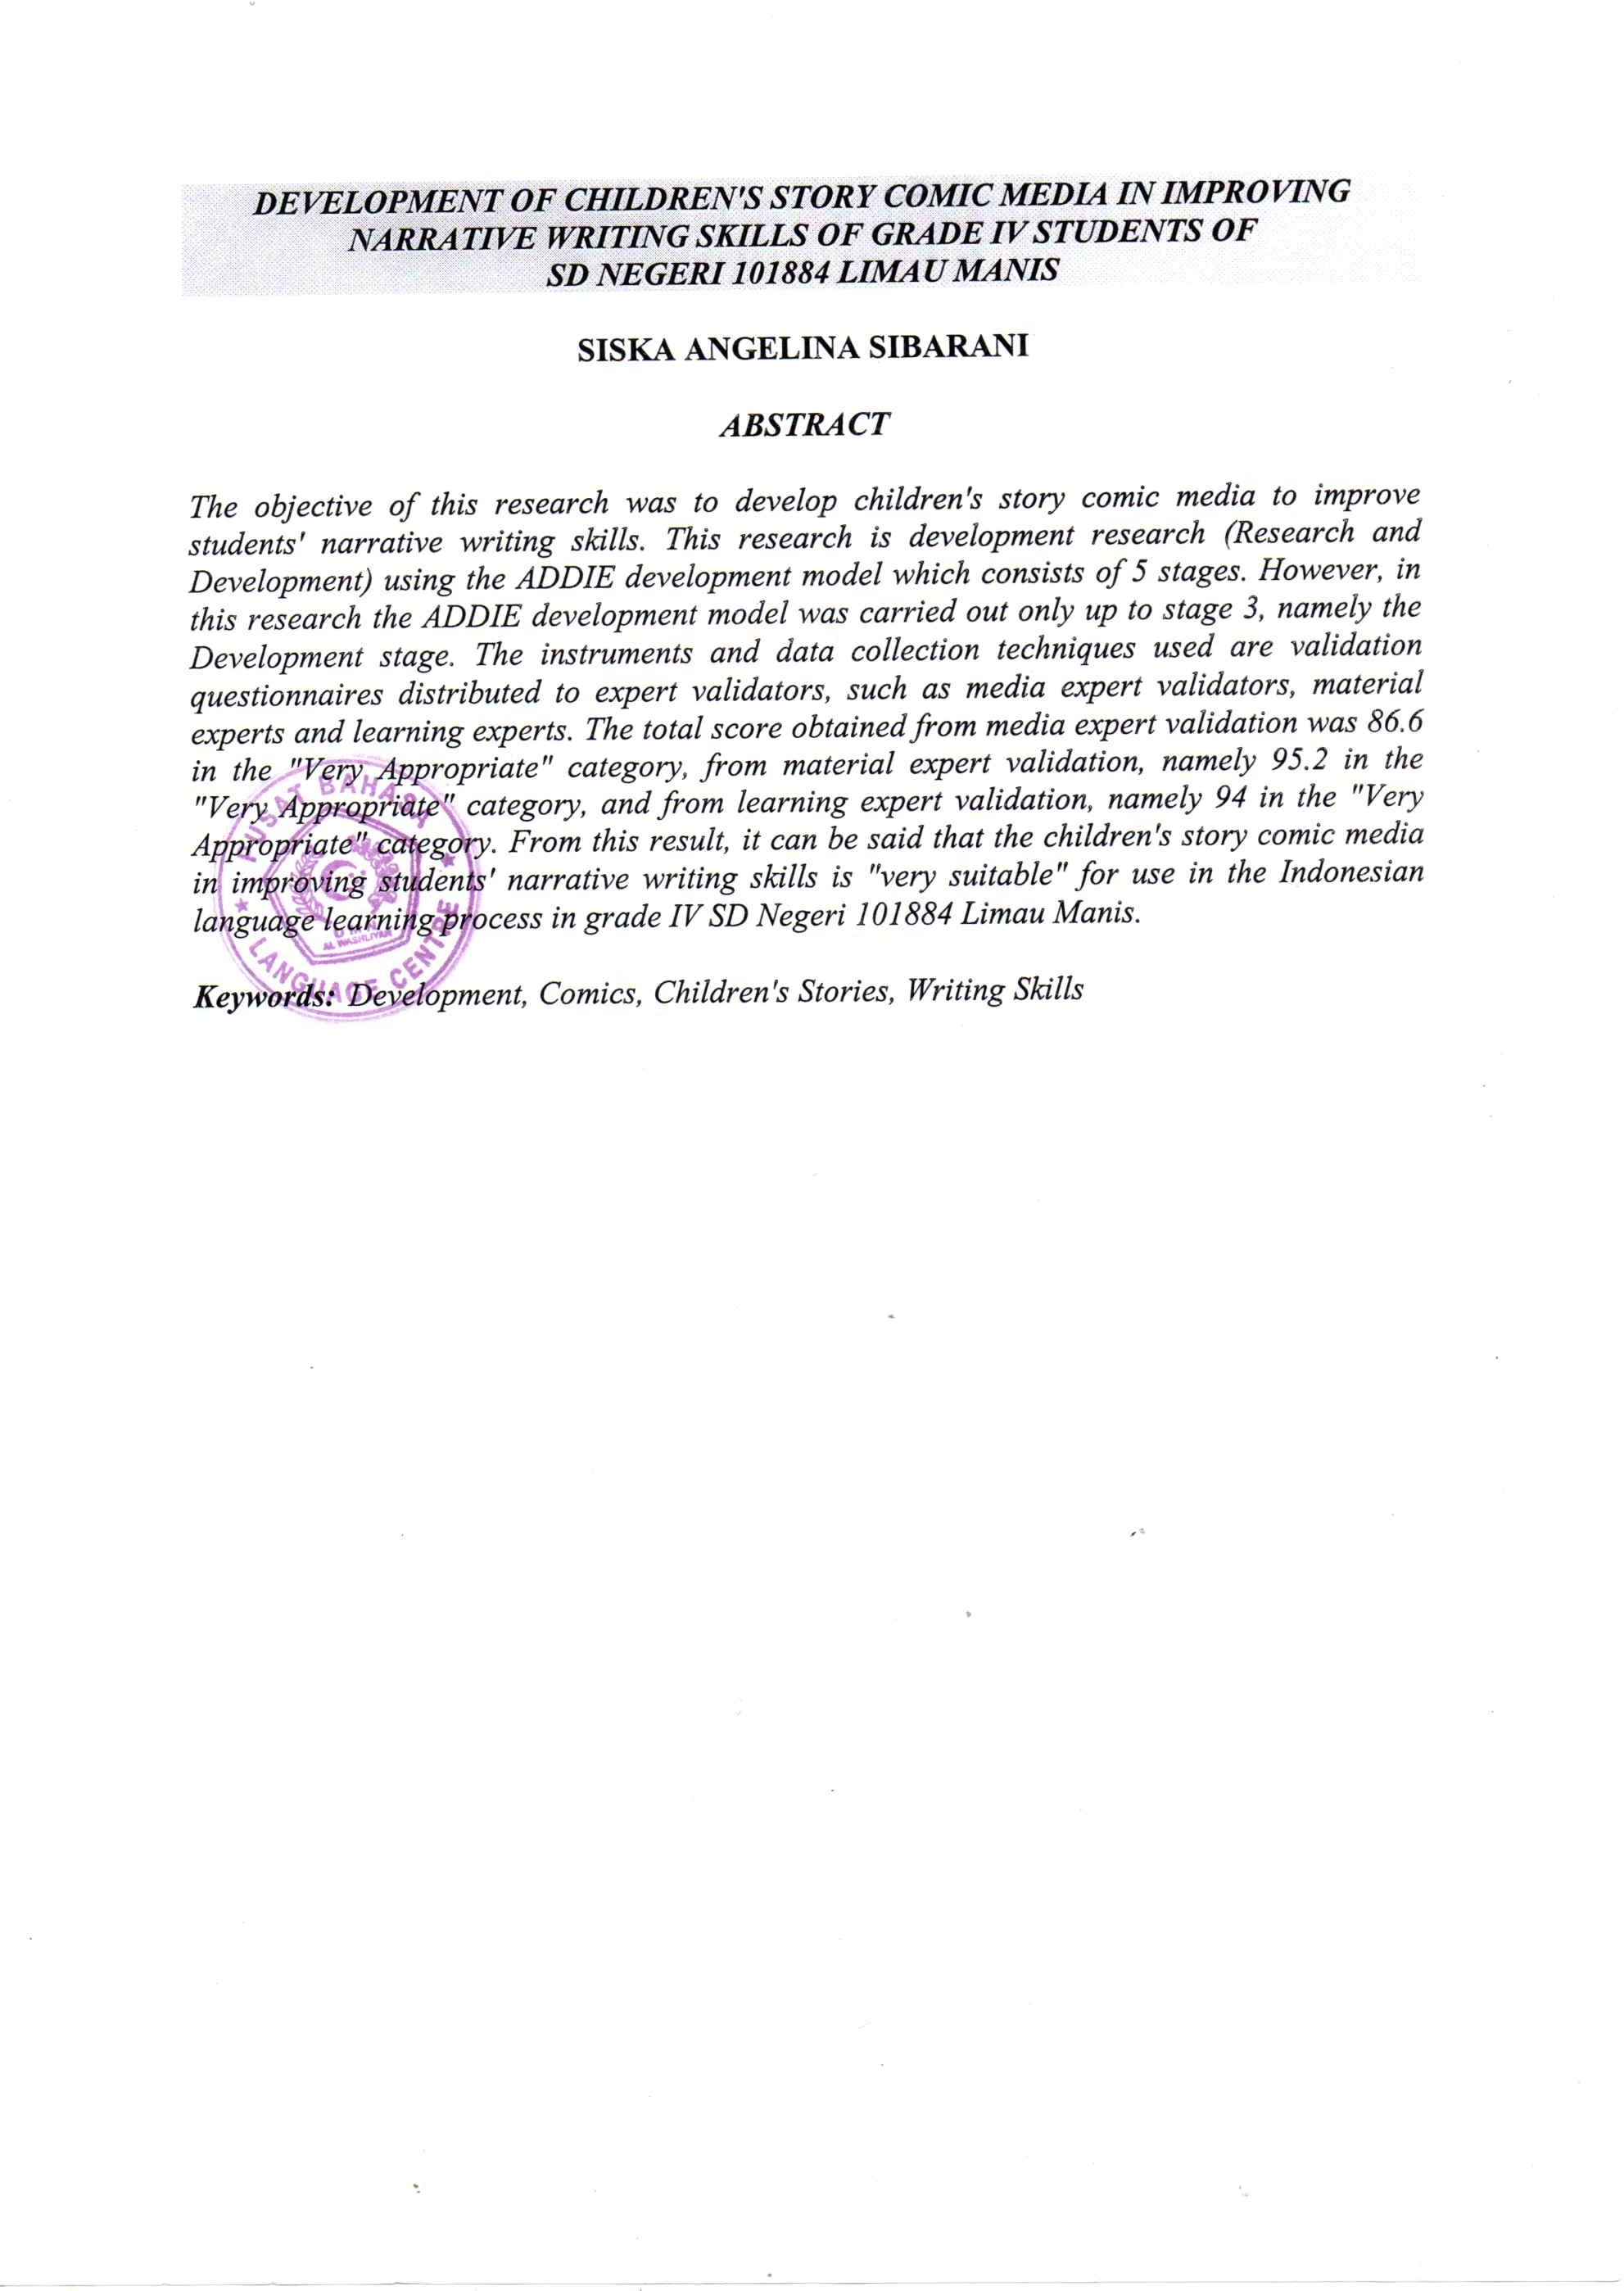 DEVELOPMENT OF CHILDREN'S STORY COMIC MEDIA IN IMPROVING
NARRATIVE WRITING SKILLS OF GRADE IV STUDENTS OF
SD NEGERI 101884 LIMAU MANIS
SISKA ANGELINA SIBARANI
ABSTRACT
The objective of this research was to develop children's story comic media to improve
students' narrative writing skills. This research is development research (Research and
Development) using the ADDIE development model which consists of 5 stages. However, in
this research the ADDIE development model was carried out only up to stage 3, namely the
Development stage. The instruments and data collection techniques used are validation
questionnaires distributed to expert validators, such as media expert validators, material
experts and learning experts. The total score obtained from media expert validation was 86.6
in the "Very Appropriate" category, from material expert validation, namely 95.2 in the
"Very Appropriate" category, and from learning expert validation, namely 94 in the "Very
Appropriate" category. From this result, it can be said that the children's story comic media
in improving students' narrative writing skills is "very suitable" for use in the Indonesian
language learning process in grade IV SD Negeri 101884 Limau Manis.
Keywords: Development, Comics, Children's Stories, Writing Skills
PUSAT BAHASA
AL WASHLIYAH
LANGUAGE CENTRE